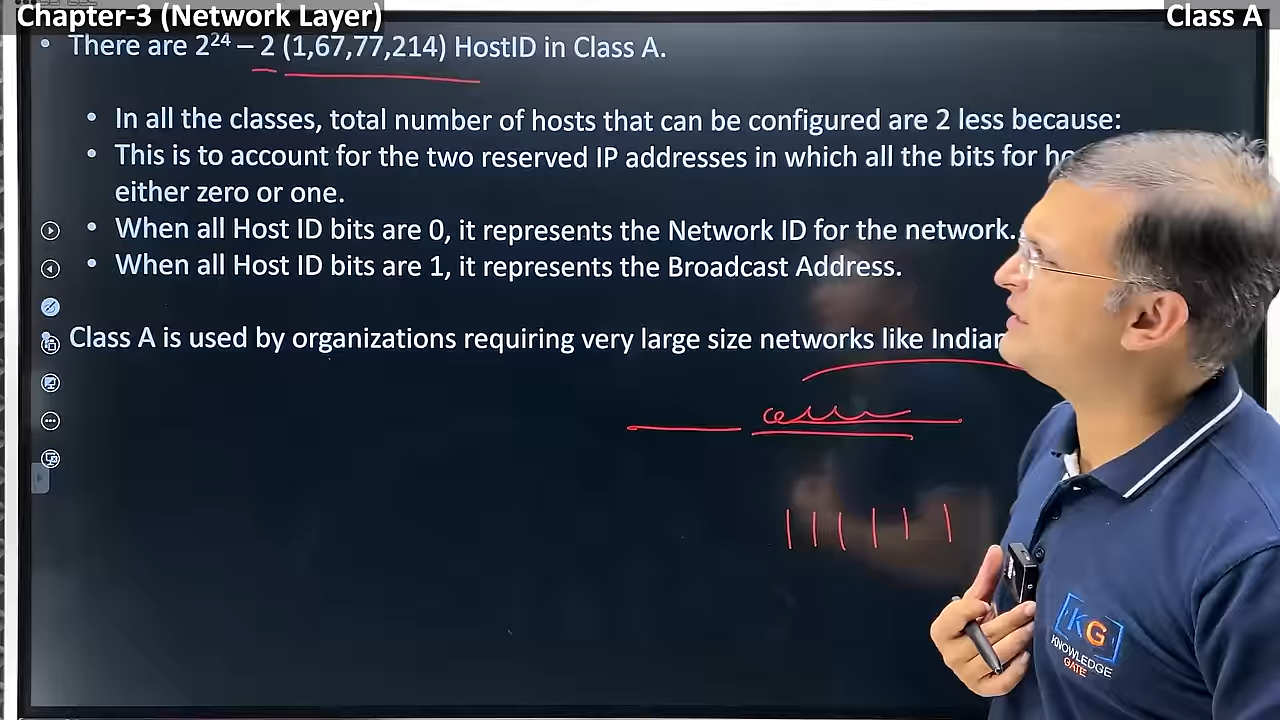 Chapter-3 (Network Layer)
Class A
• There are 2²⁴ – 2 (1,67,77,214) HostID in Class A.
• In all the classes, total number of hosts that can be configured are 2 less because:
• This is to account for the two reserved IP addresses in which all the bits for
either zero or one.
• When all Host ID bits are 0, it represents the Network ID for the network.
• When all Host ID bits are 1, it represents the Broadcast Address.
Class A is used by organizations requiring very large size networks like Indian
KG
KNOWLEDGE
GATE